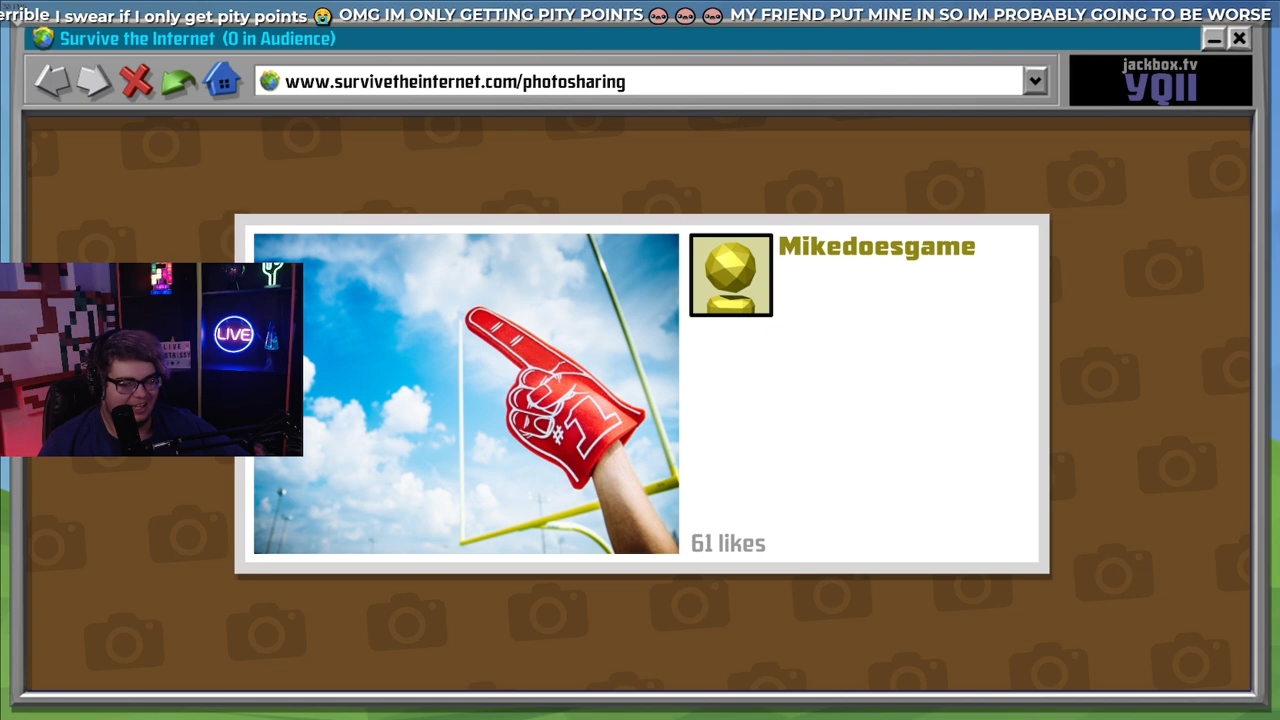 errible I swear if I only get pity points 😭 OMG IM ONLY GETTING PITY POINTS MY FRIEND PUT MINE IN SO IM PROBABLY GOING TO BE WORSE
Survive the Internet (0 in Audience)
www.survivetheinternet.com/photosharing
jackbox.tv
YQII
Mikedoesgame
LIVE
LIVE
#1
61 likes